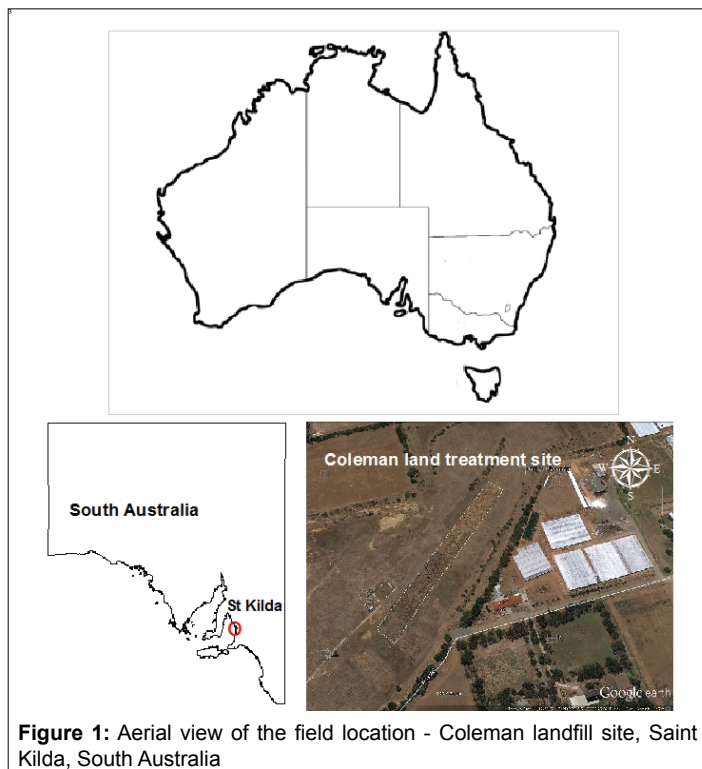 South Australia
St Kilda
Coleman land treatment site
N
W E
S
Google earth
Figure 1: Aerial view of the field location - Coleman landfill site, Saint
Kilda, South Australia